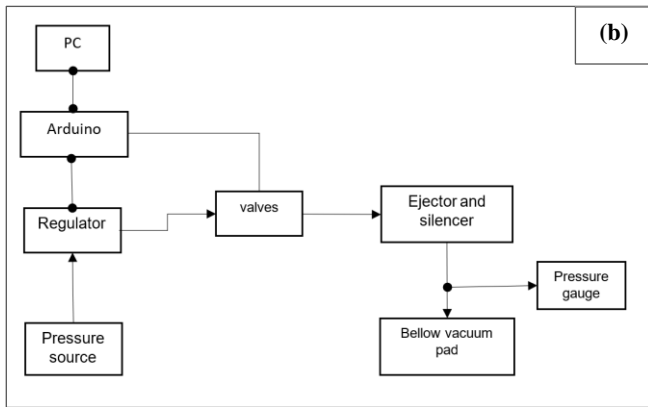 (b)
PC
Arduino
Regulator
valves
Ejector and
silencer
Pressure
gauge
Pressure
source
Bellow vacuum
pad